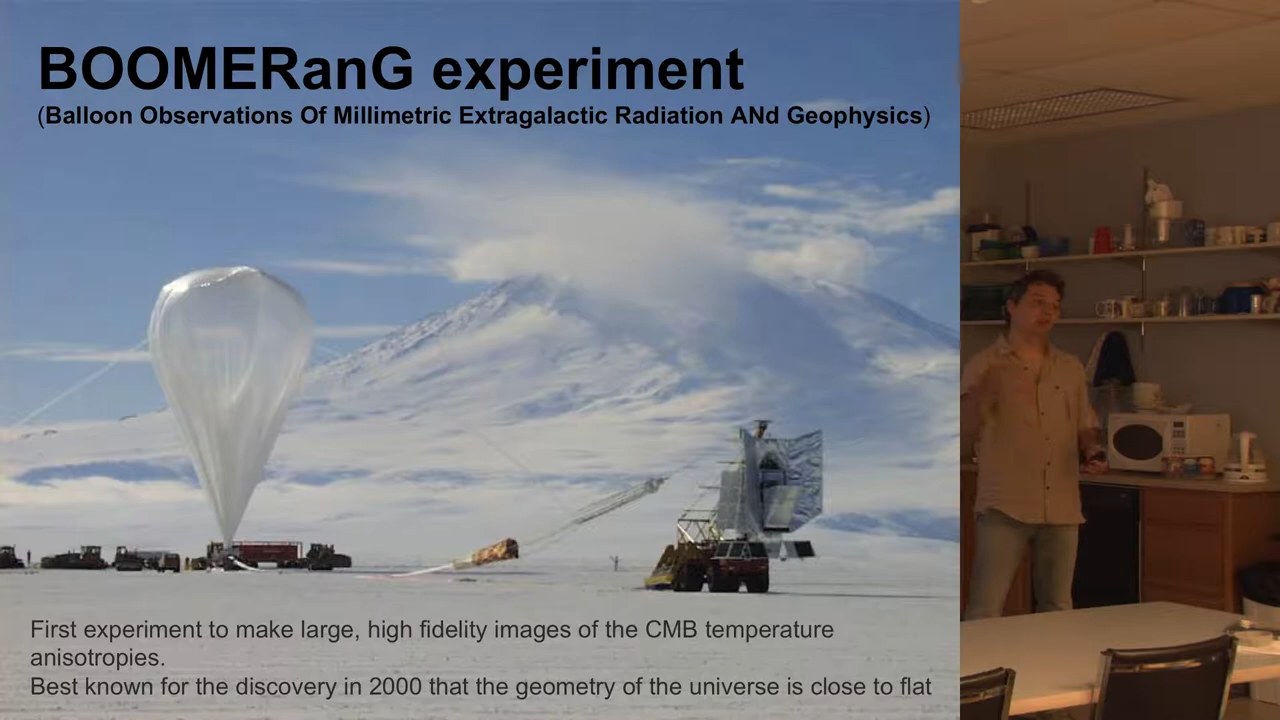 BOOMERanG experiment
(Balloon Observations Of Millimetric Extragalactic Radiation ANd Geophysics)
First experiment to make large, high fidelity images of the CMB temperature
anisotropies.
Best known for the discovery in 2000 that the geometry of the universe is close to flat